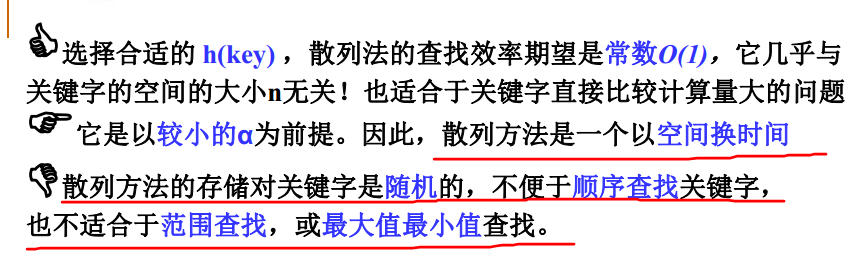 选择合适的 h(key) ，散列法的查找效率期望是常数O(1)，它几乎与
关键字的空间的大小n无关！也适合于关键字直接比较计算量大的问题
它是以较小的α为前提。因此，散列方法是一个以空间换时间
散列方法的存储对关键字是随机的，不便于顺序查找关键字，
也不适合于范围查找，或最大值最小值查找。